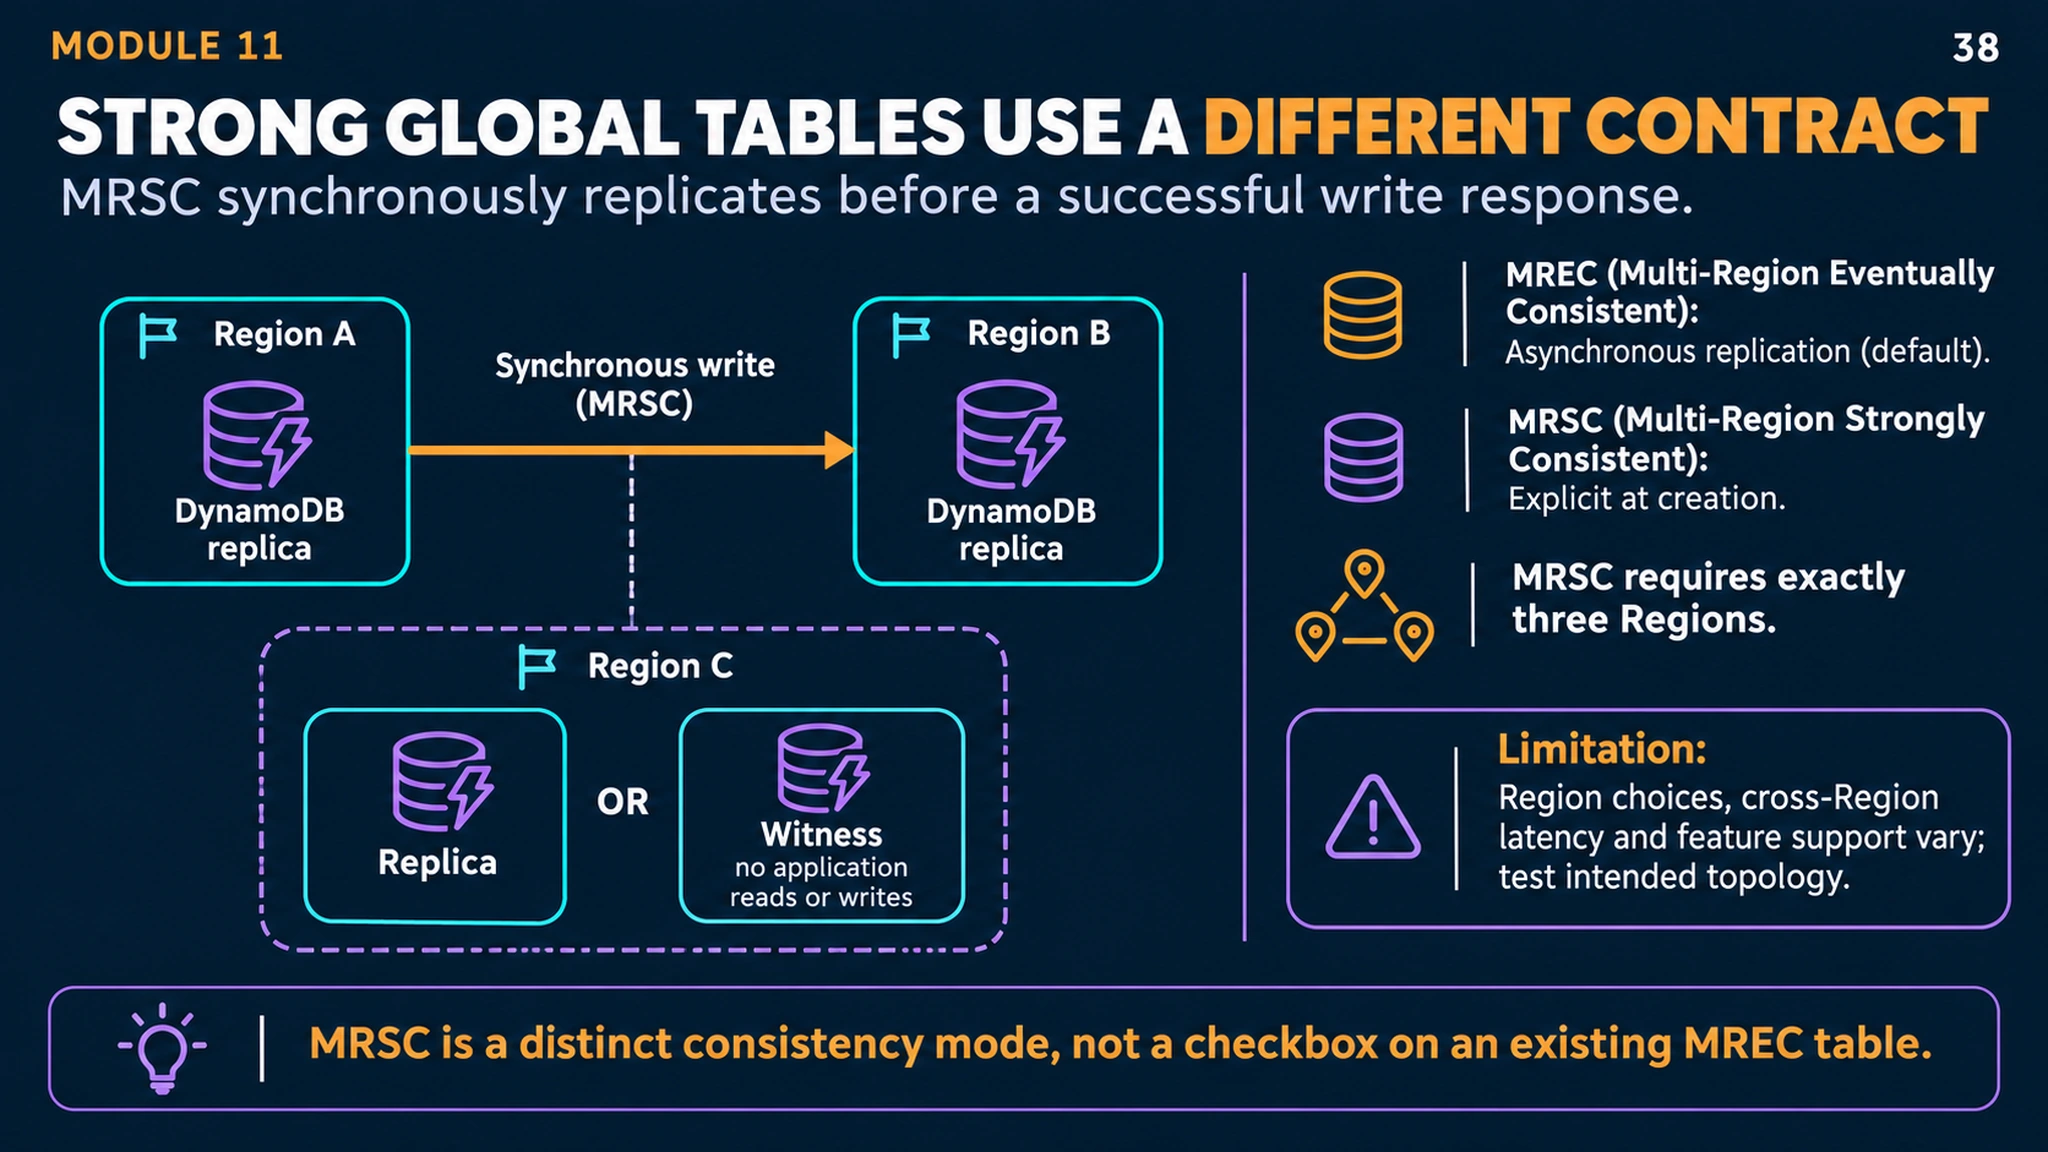 MODULE 11
38
STRONG GLOBAL TABLES USE A DIFFERENT CONTRACT
MRSC synchronously replicates before a successful write response.
Region A
DynamoDB
replica
Synchronous write
(MRSC)
Region B
DynamoDB
replica
Region C
Replica
OR
Witness
no application
reads or writes
MREC (Multi-Region Eventually
Consistent):
Asynchronous replication (default).
MRSC (Multi-Region Strongly
Consistent):
Explicit at creation.
MRSC requires exactly
three Regions.
Limitation:
Region choices, cross-Region
latency and feature support vary;
test intended topology.
MRSC is a distinct consistency mode, not a checkbox on an existing MREC table.